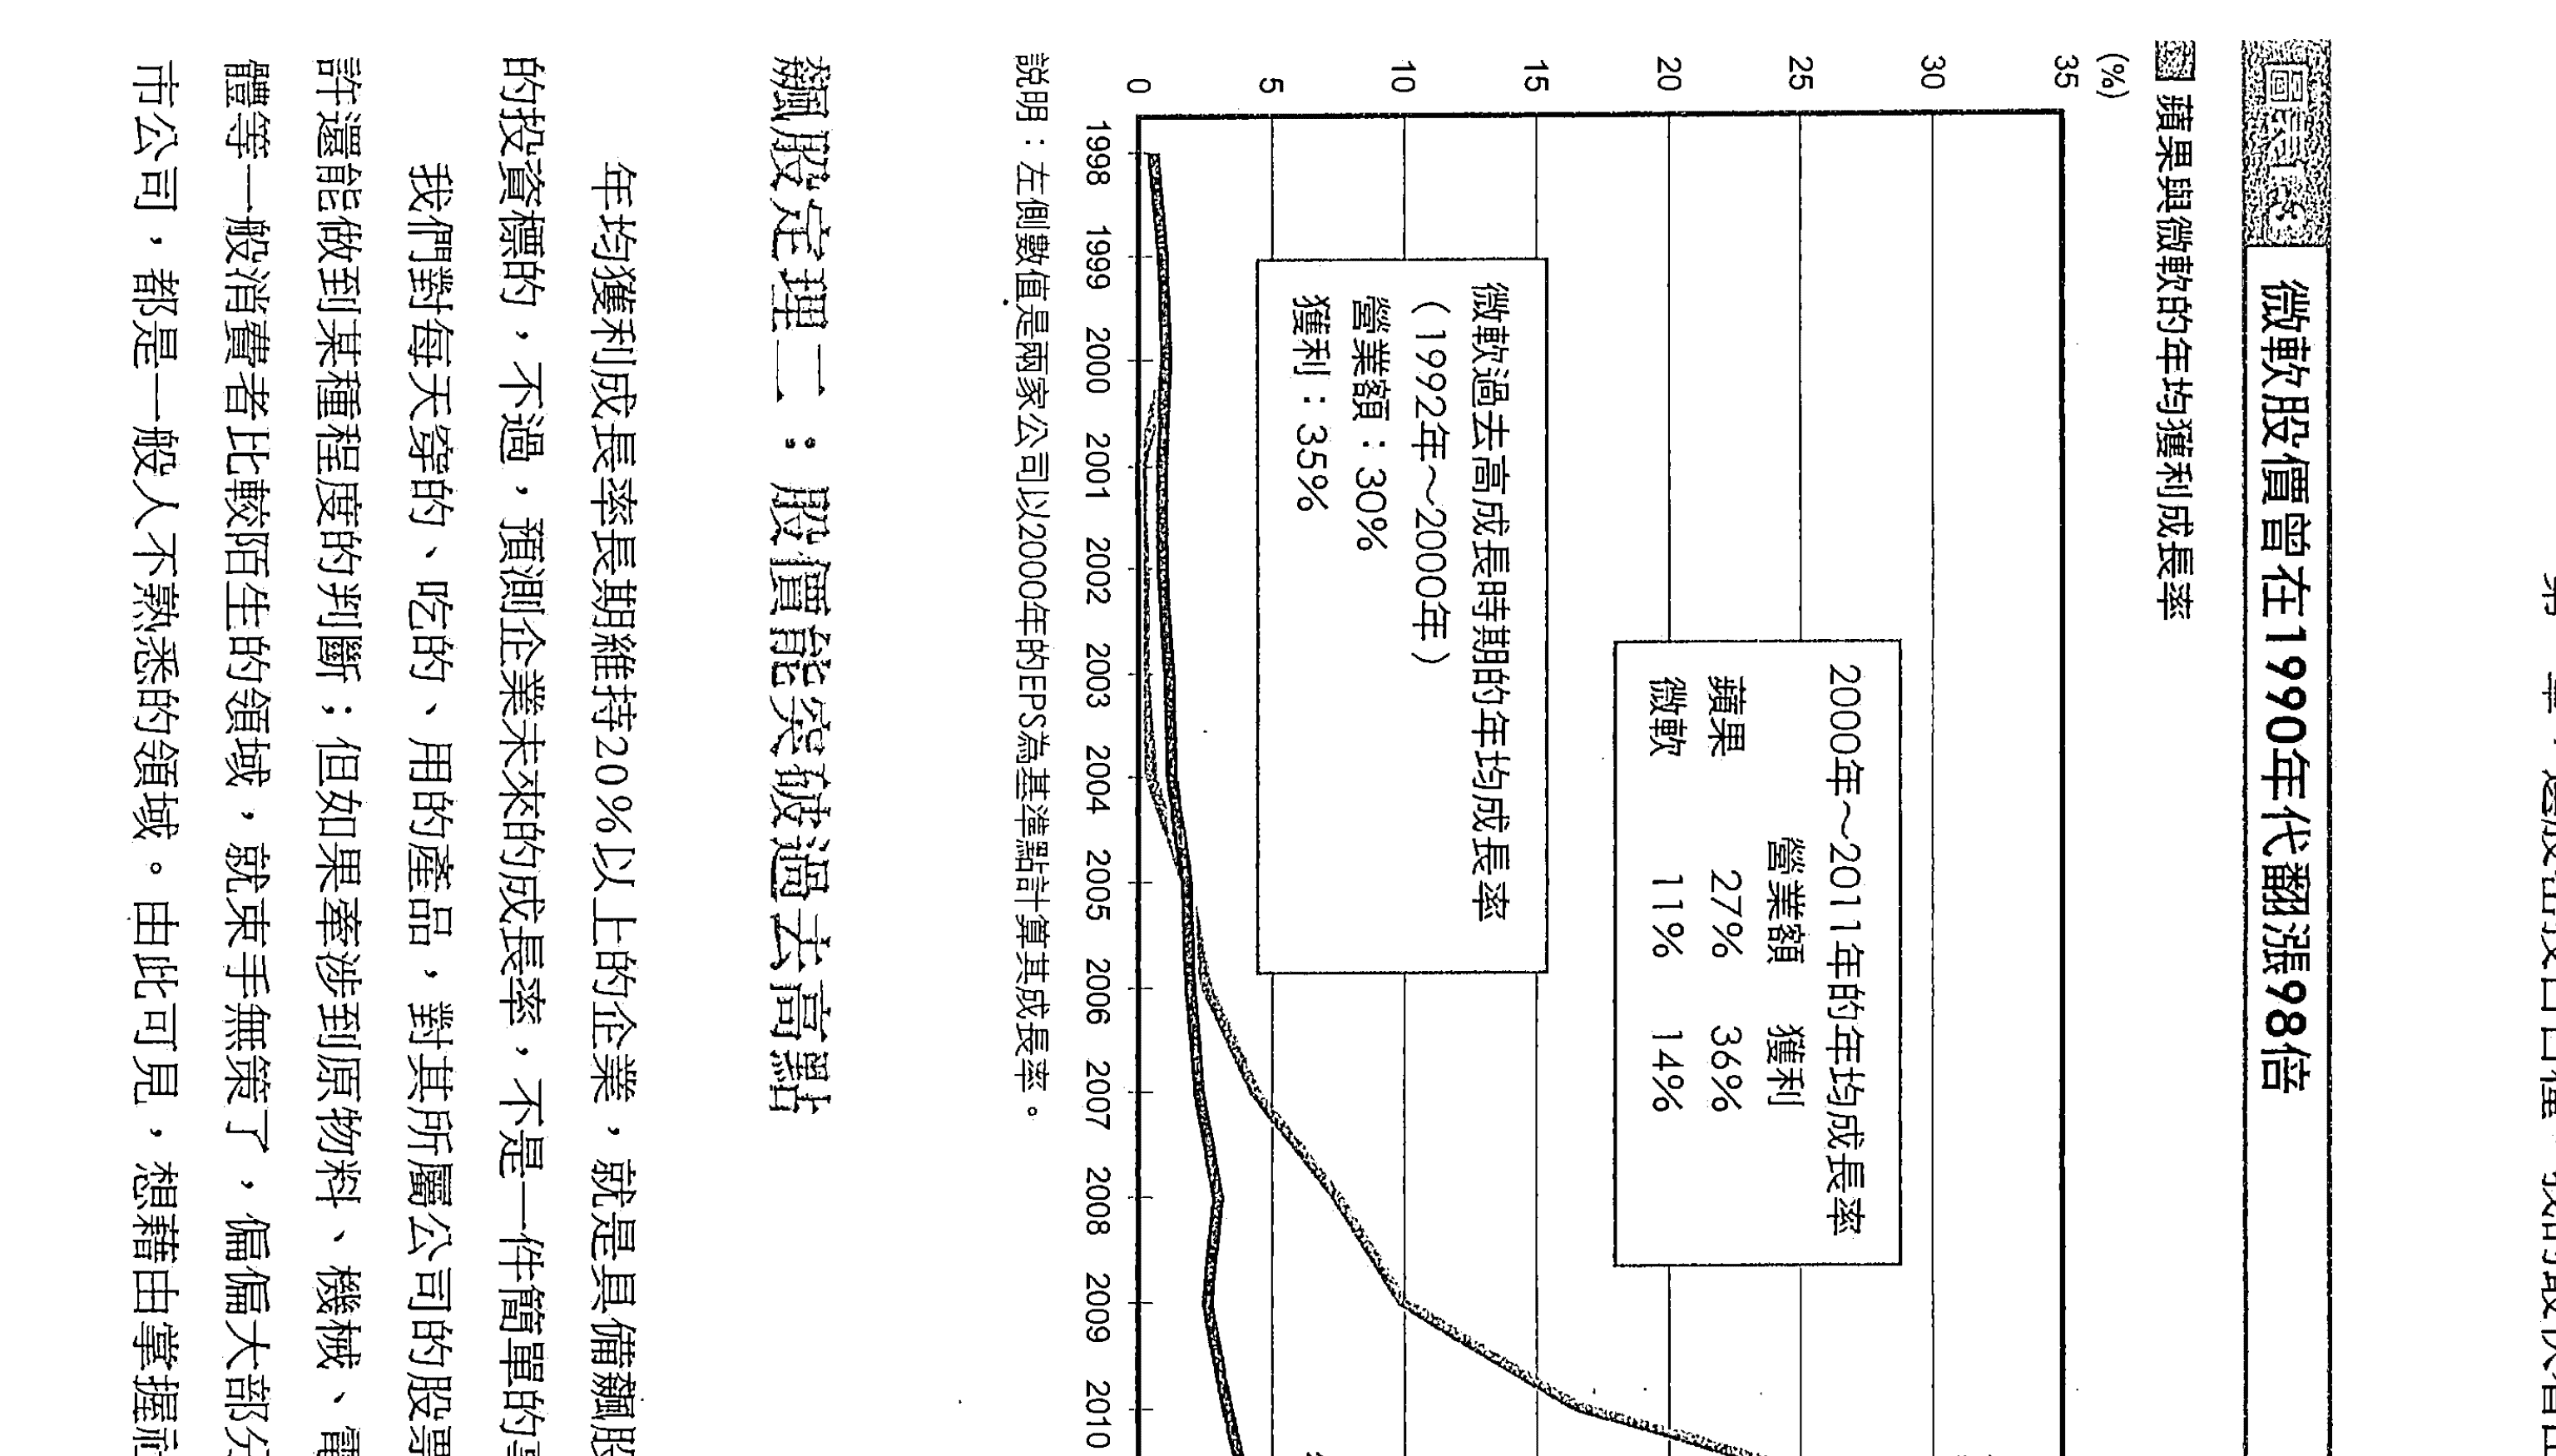 圖表1-8 微軟股價曾在1990年代翻漲98倍
蘋果與微軟的年均獲利成長率
(%)
35
30
25
20
15
10
5
0
2000年～2011年的年均成長率
營業額 獲利
蘋果 27% 36%
微軟 11% 14%
微軟過去高成長時期的年均成長率
（1992年～2000年）
營業額：30%
獲利：35%
1998 1999 2000 2001 2002 2003 2004 2005 2006 2007 2008 2009 2010
説明：左側數值是兩家公司以2000年的EPS為基準點計算其成長率。
飆股定理二：股價能突破過去高點
年均獲利成長率長期維持20%以上的企業，就是具備飆股
的投資標的，不過，預測企業未來的成長率，不是一件簡單的
我們對每天穿的、吃的、用的產品，對其所屬公司的股票
許還能做到某種程度的判斷；但如果牽涉到原物料、機械、電
體等一般消費者比較陌生的領域，就束手無策了，偏偏大部分
市公司，都是一般人不熟悉的領域。由此可見，想藉由掌握